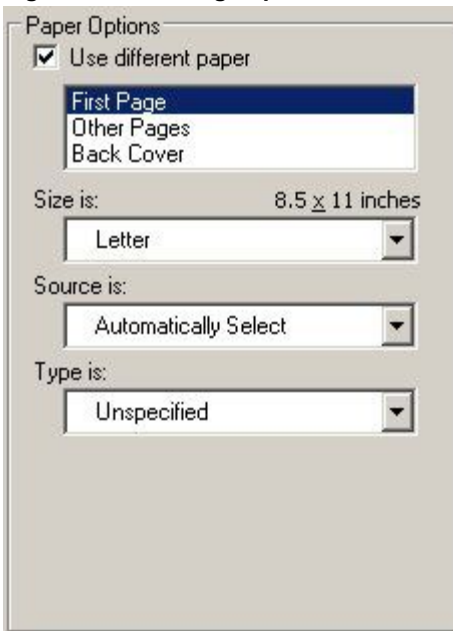 Paper Options
Use different paper
First Page
Other Pages
Back Cover
Size is: 8.5 x 11 inches
Letter
Source is:
Automatically Select
Type is:
Unspecified